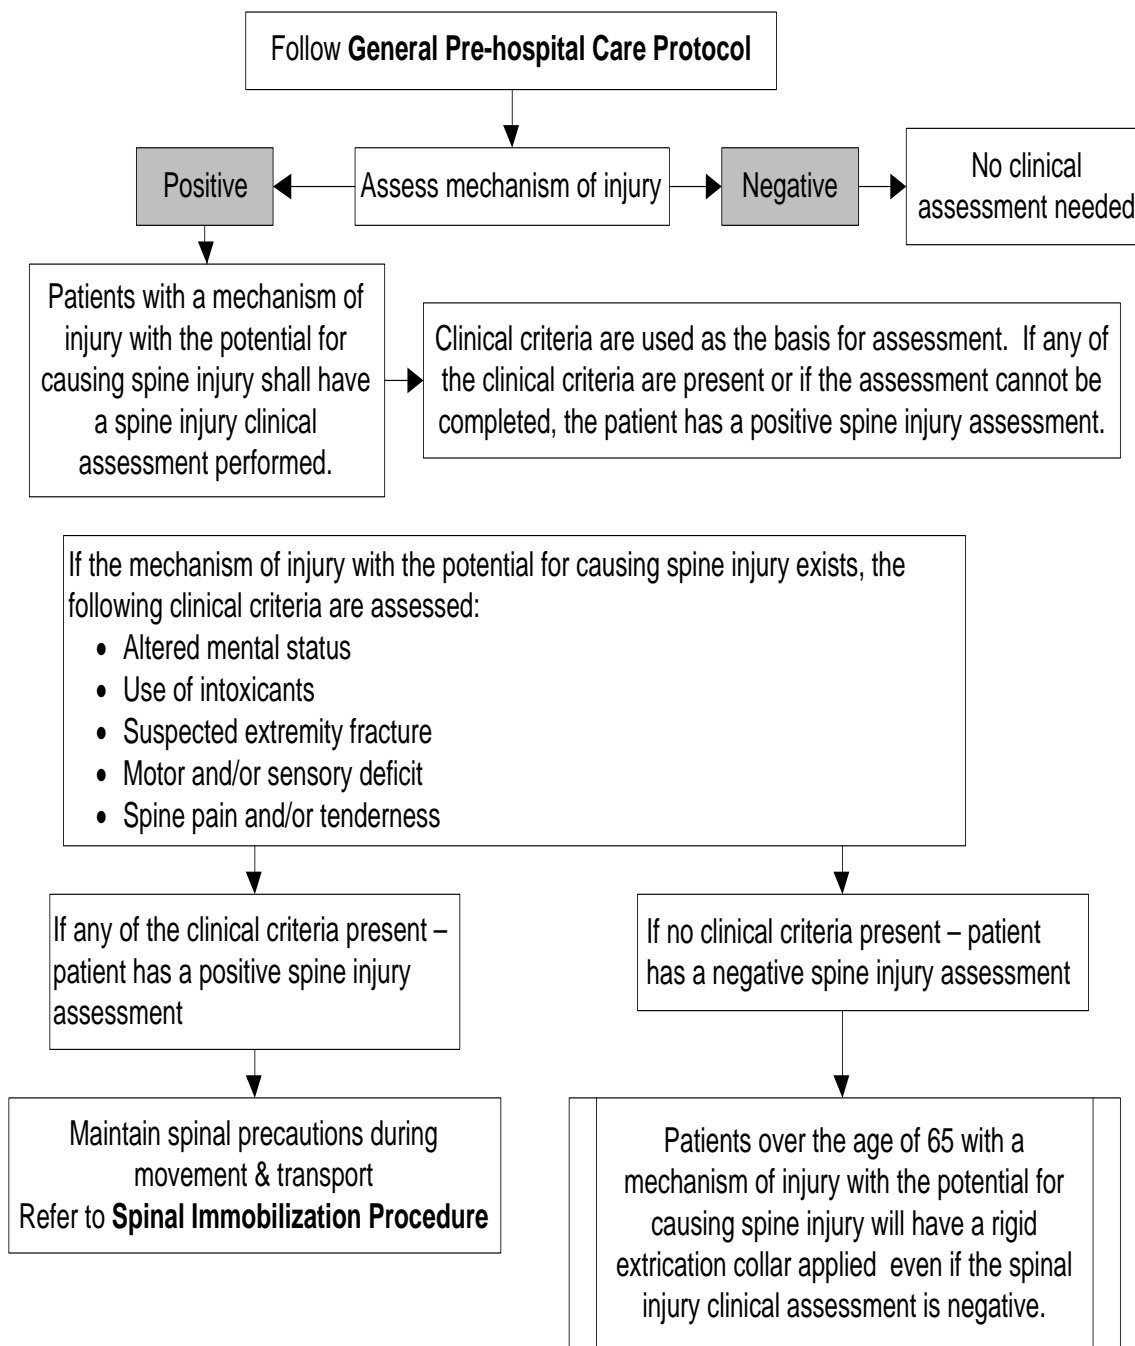 Follow General Pre-hospital Care Protocol
Positive
Assess mechanism of injury
Negative
No clinical
assessment needed
Patients with a mechanism of
injury with the potential for
causing spine injury shall have
a spine injury clinical
assessment performed.
Clinical criteria are used as the basis for assessment.  If any of
the clinical criteria are present or if the assessment cannot be
completed, the patient has a positive spine injury assessment.
If the mechanism of injury with the potential for causing spine injury exists, the
following clinical criteria are assessed:
• Altered mental status
• Use of intoxicants
• Suspected extremity fracture
• Motor and/or sensory deficit
• Spine pain and/or tenderness
If any of the clinical criteria present –
patient has a positive spine injury
assessment
If no clinical criteria present – patient
has a negative spine injury assessment
Maintain spinal precautions during
movement & transport
Refer to Spinal Immobilization Procedure
Patients over the age of 65 with a
mechanism of injury with the potential for
causing spine injury will have a rigid
extrication collar applied  even if the spinal
injury clinical assessment is negative.